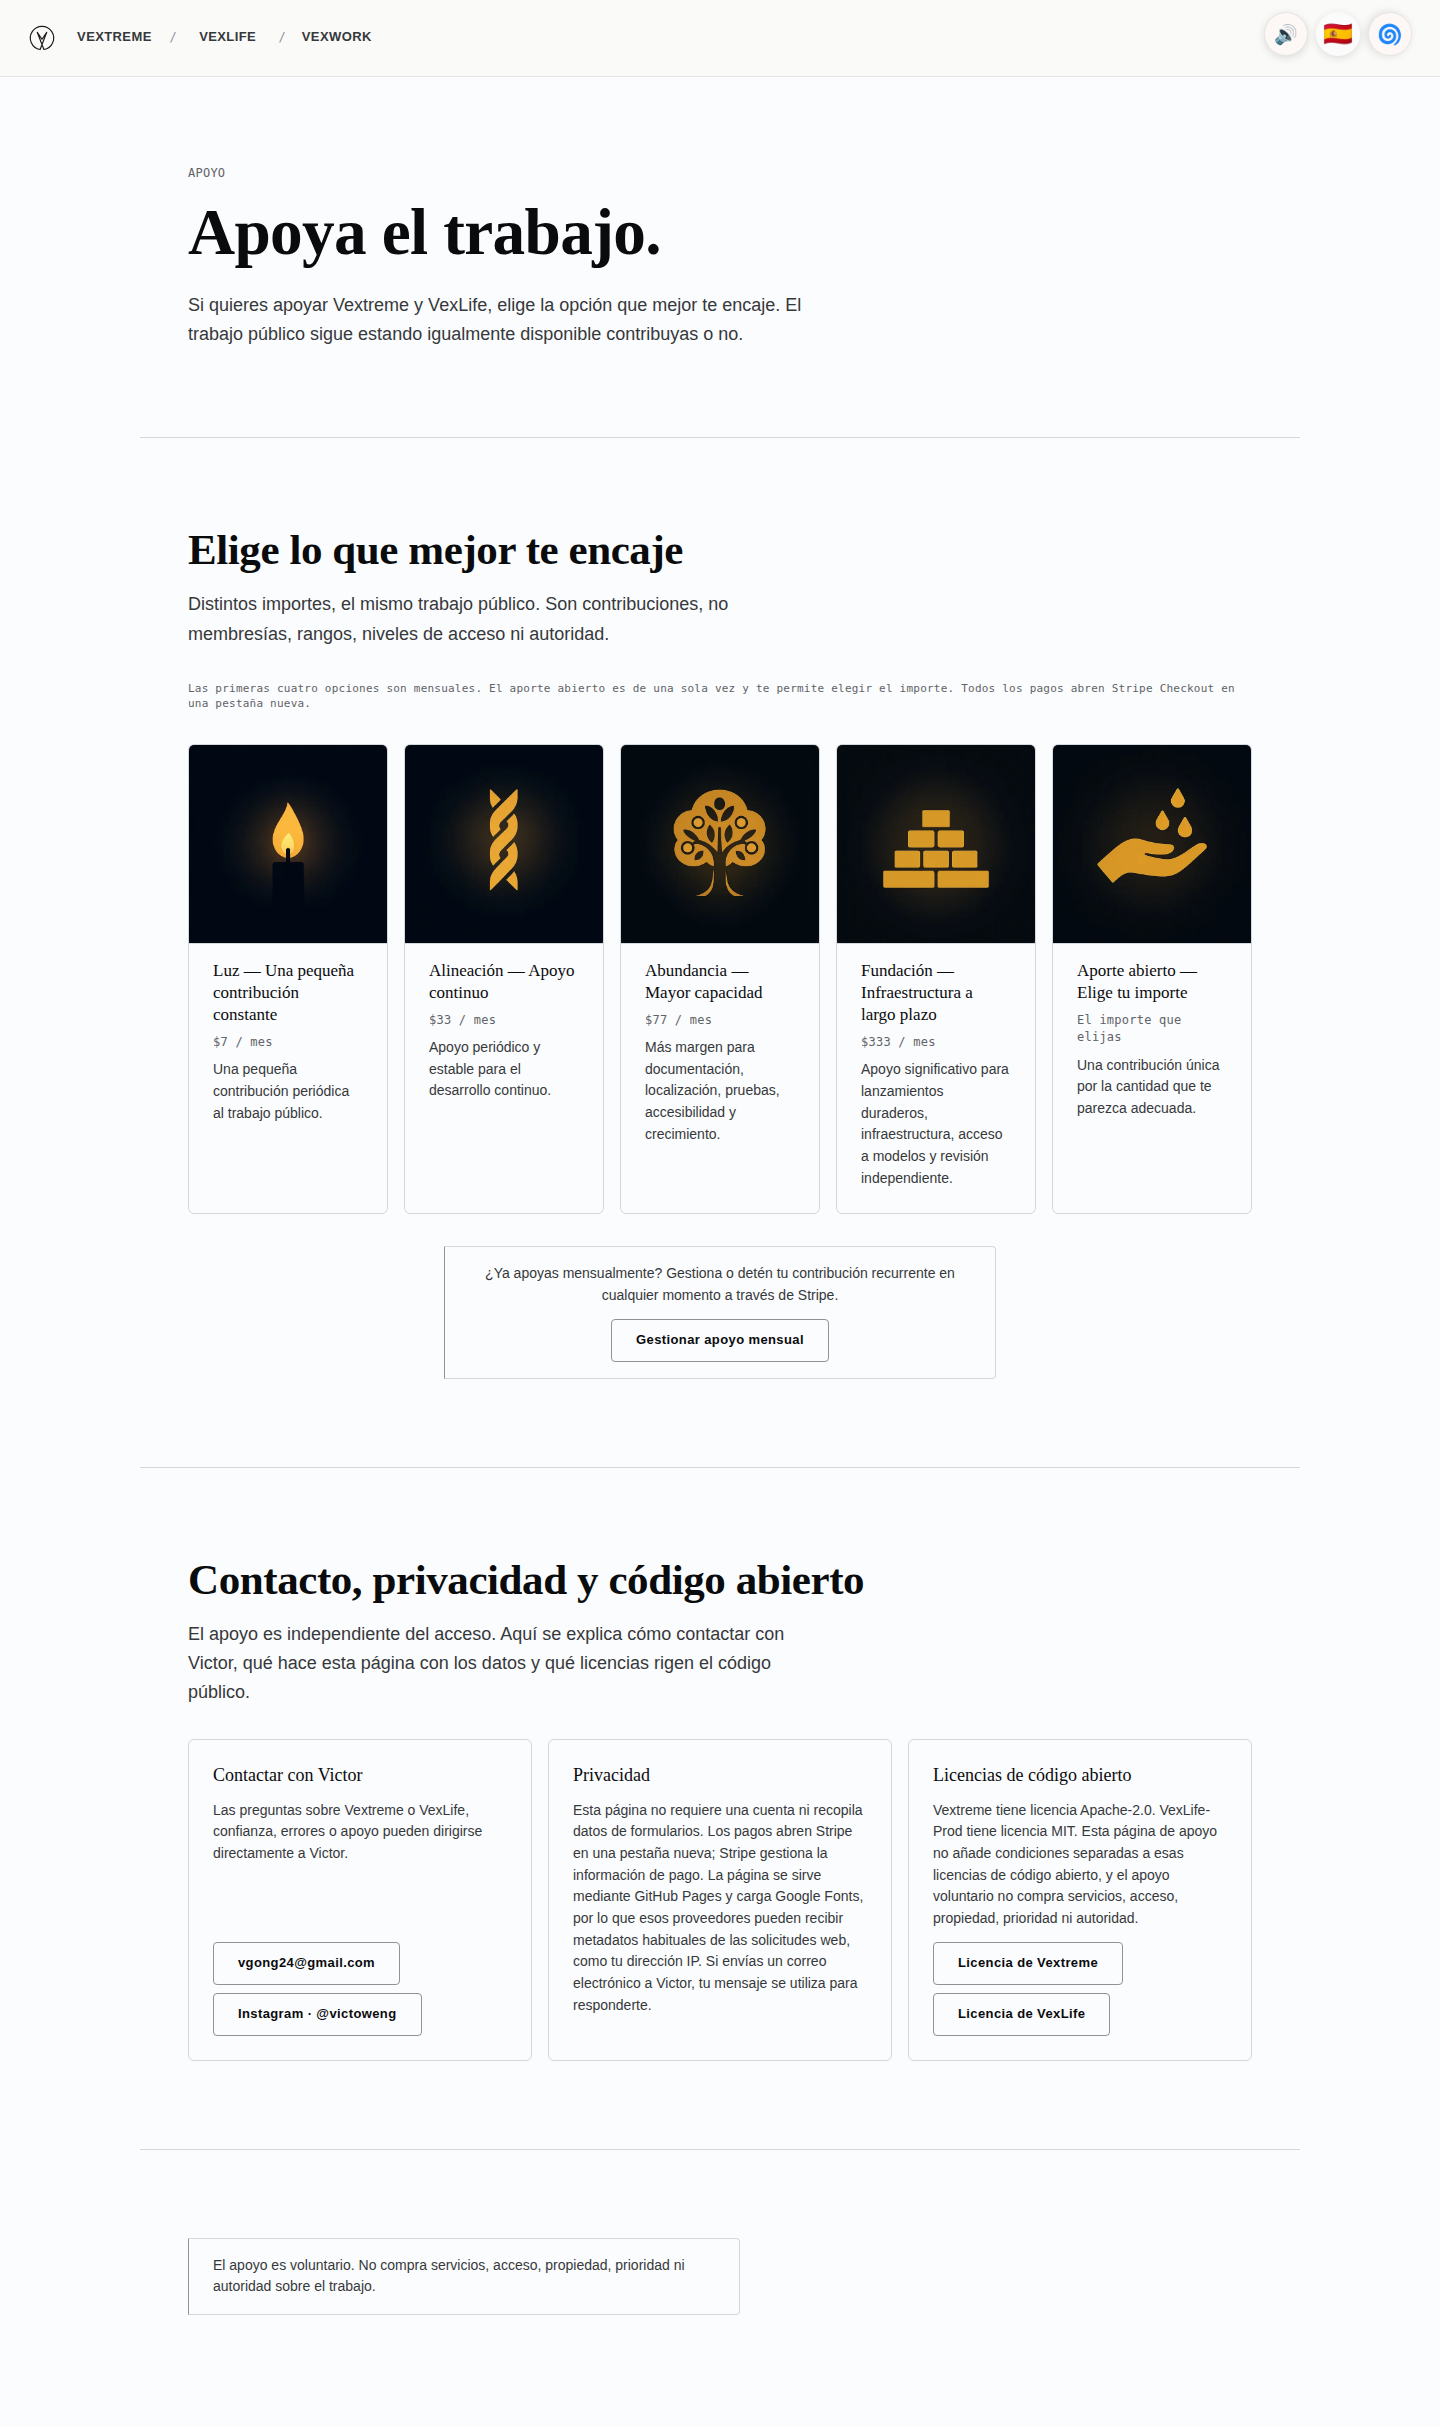 VEXTREME / VEXLIFE / VEXWORK
APOYO
Apoya el trabajo.
Si quieres apoyar Vextreme y VexLife, elige la opción que mejor te encaje. El
trabajo público sigue estando igualmente disponible contribuyas o no.
Elige lo que mejor te encaje
Distintos importes, el mismo trabajo público. Son contribuciones, no
membresías, rangos, niveles de acceso ni autoridad.
Las primeras cuatro opciones son mensuales. El aporte abierto es de una sola vez y te permite elegir el importe. Todos los pagos abren Stripe Checkout en
una pestaña nueva.
Luz — Una pequeña
contribución
constante
$7 / mes
Una pequeña
contribución periódica
al trabajo público.
Alineación — Apoyo
continuo
$33 / mes
Apoyo periódico y
estable para el
desarrollo continuo.
Abundancia —
Mayor capacidad
$77 / mes
Más margen para
documentación,
localización, pruebas,
accesibilidad y
crecimiento.
Fundación —
Infraestructura a
largo plazo
$333 / mes
Apoyo significativo para
lanzamientos
duraderos,
infraestructura, acceso
a modelos y revisión
independiente.
Aporte abierto —
Elige tu importe
El importe que
elijas
Una contribución única
por la cantidad que te
parezca adecuada.
¿Ya apoyas mensualmente? Gestiona o detén tu contribución recurrente en
cualquier momento a través de Stripe.
Gestionar apoyo mensual
Contacto, privacidad y código abierto
El apoyo es independiente del acceso. Aquí se explica cómo contactar con
Victor, qué hace esta página con los datos y qué licencias rigen el código
público.
Contactar con Victor
Las preguntas sobre Vextreme o VexLife,
confianza, errores o apoyo pueden dirigirse
directamente a Victor.
vgong24@gmail.com
Instagram · @victoweng
Privacidad
Esta página no requiere una cuenta ni recopila
datos de formularios. Los pagos abren Stripe
en una pestaña nueva; Stripe gestiona la
información de pago. La página se sirve
mediante GitHub Pages y carga Google Fonts,
por lo que esos proveedores pueden recibir
metadatos habituales de las solicitudes web,
como tu dirección IP. Si envías un correo
electrónico a Victor, tu mensaje se utiliza para
responderte.
Licencias de código abierto
Vextreme tiene licencia Apache-2.0. VexLife-
Prod tiene licencia MIT. Esta página de apoyo
no añade condiciones separadas a esas
licencias de código abierto, y el apoyo
voluntario no compra servicios, acceso,
propiedad, prioridad ni autoridad.
Licencia de Vextreme
Licencia de VexLife
El apoyo es voluntario. No compra servicios, acceso, propiedad, prioridad ni
autoridad sobre el trabajo.